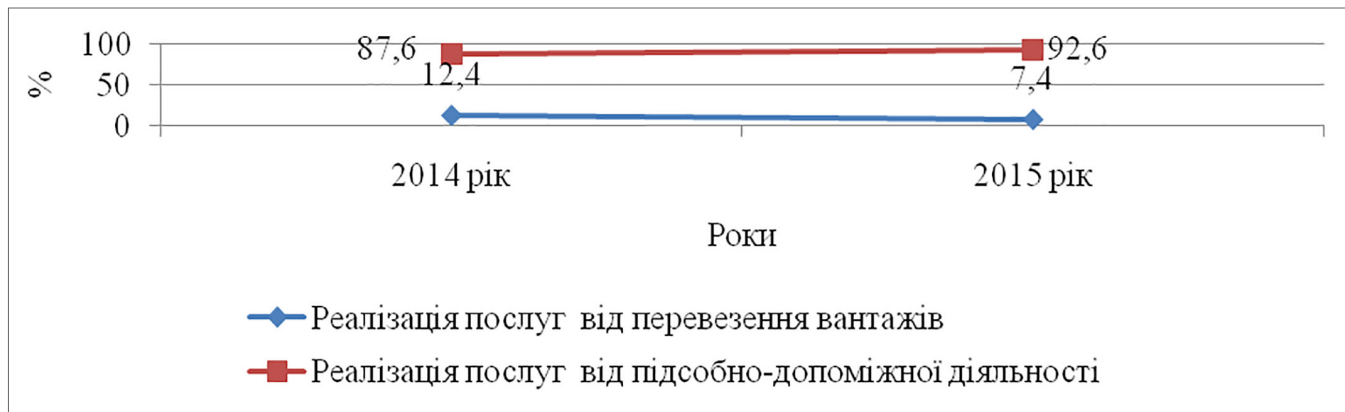 100
87,6
92,6
12,4
7,4
%
50
0
2014 рік
2015 рік
Роки
Реалізація послуг від перевезення вантажів
Реалізація послуг від підсобно-допоміжної діяльності